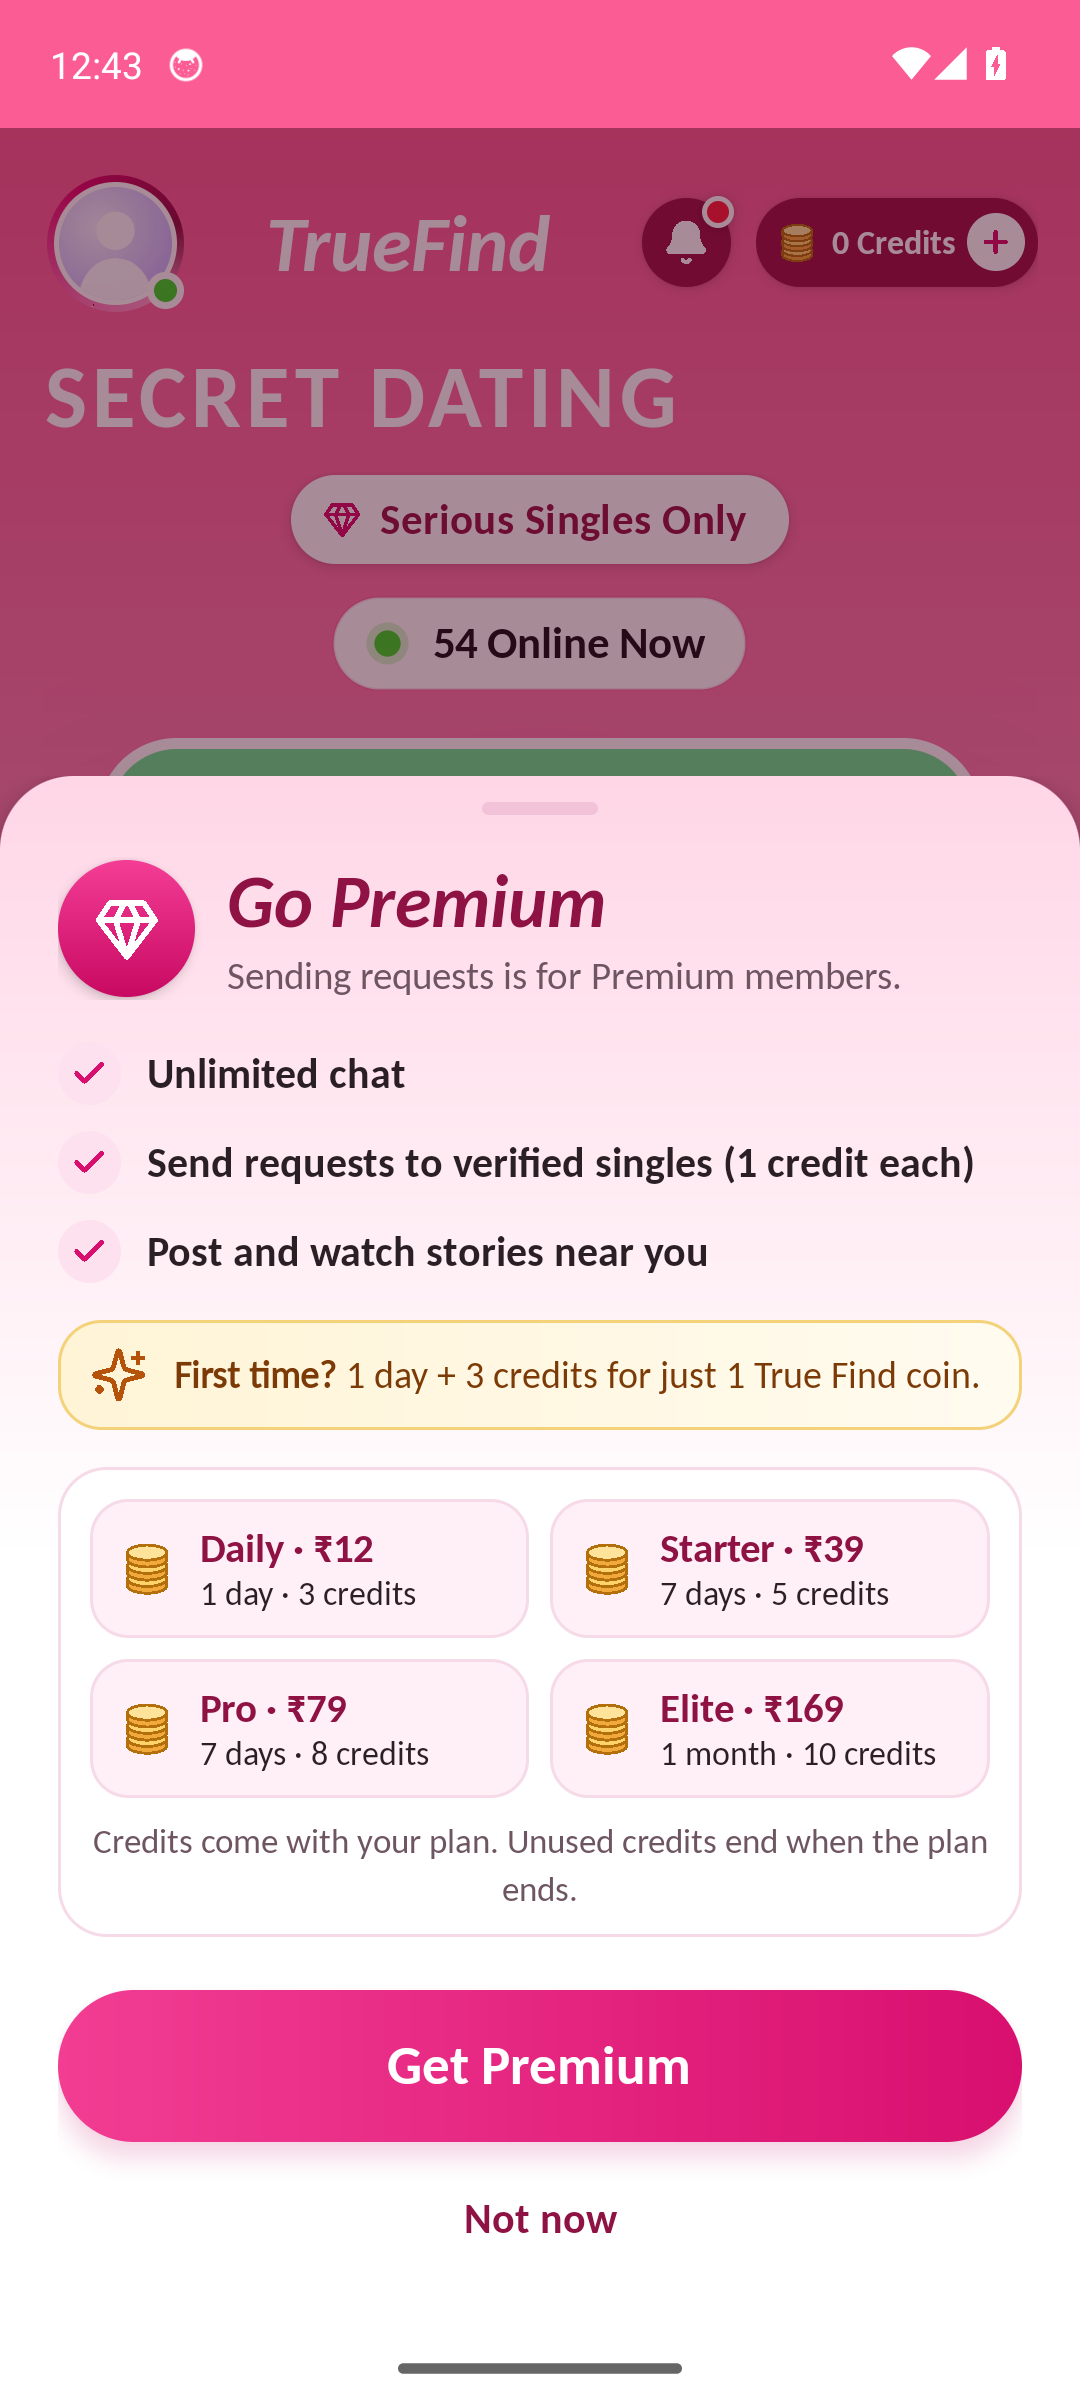 12:43
TrueFind
0 Credits
SECRET DATING
Serious Singles Only
54 Online Now
Go Premium
Sending requests is for Premium members.
Unlimited chat
Send requests to verified singles (1 credit each)
Post and watch stories near you
First time? 1 day + 3 credits for just 1 True Find coin.
Daily · ₹12
1 day · 3 credits
Starter · ₹39
7 days · 5 credits
Pro · ₹79
7 days · 8 credits
Elite · ₹169
1 month · 10 credits
Credits come with your plan. Unused credits end when the plan
ends.
Get Premium
Not now